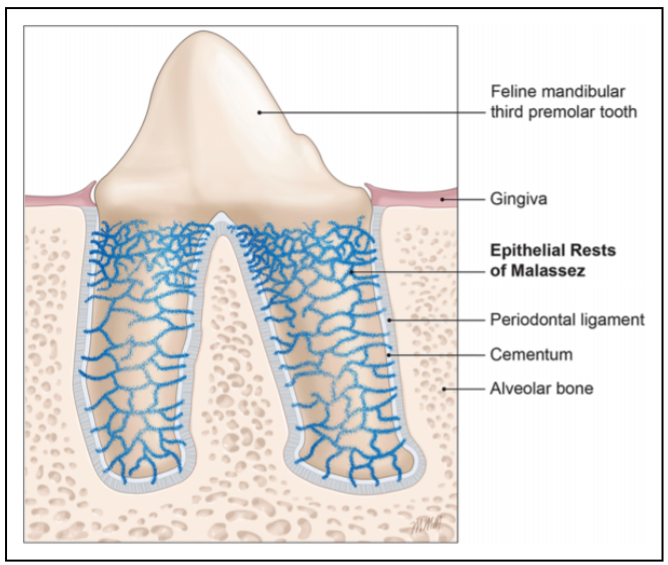 Feline mandibular
third premolar tooth
Gingiva
Epithelial Rests
of Malassez
Periodontal ligament
Cementum
Alveolar bone